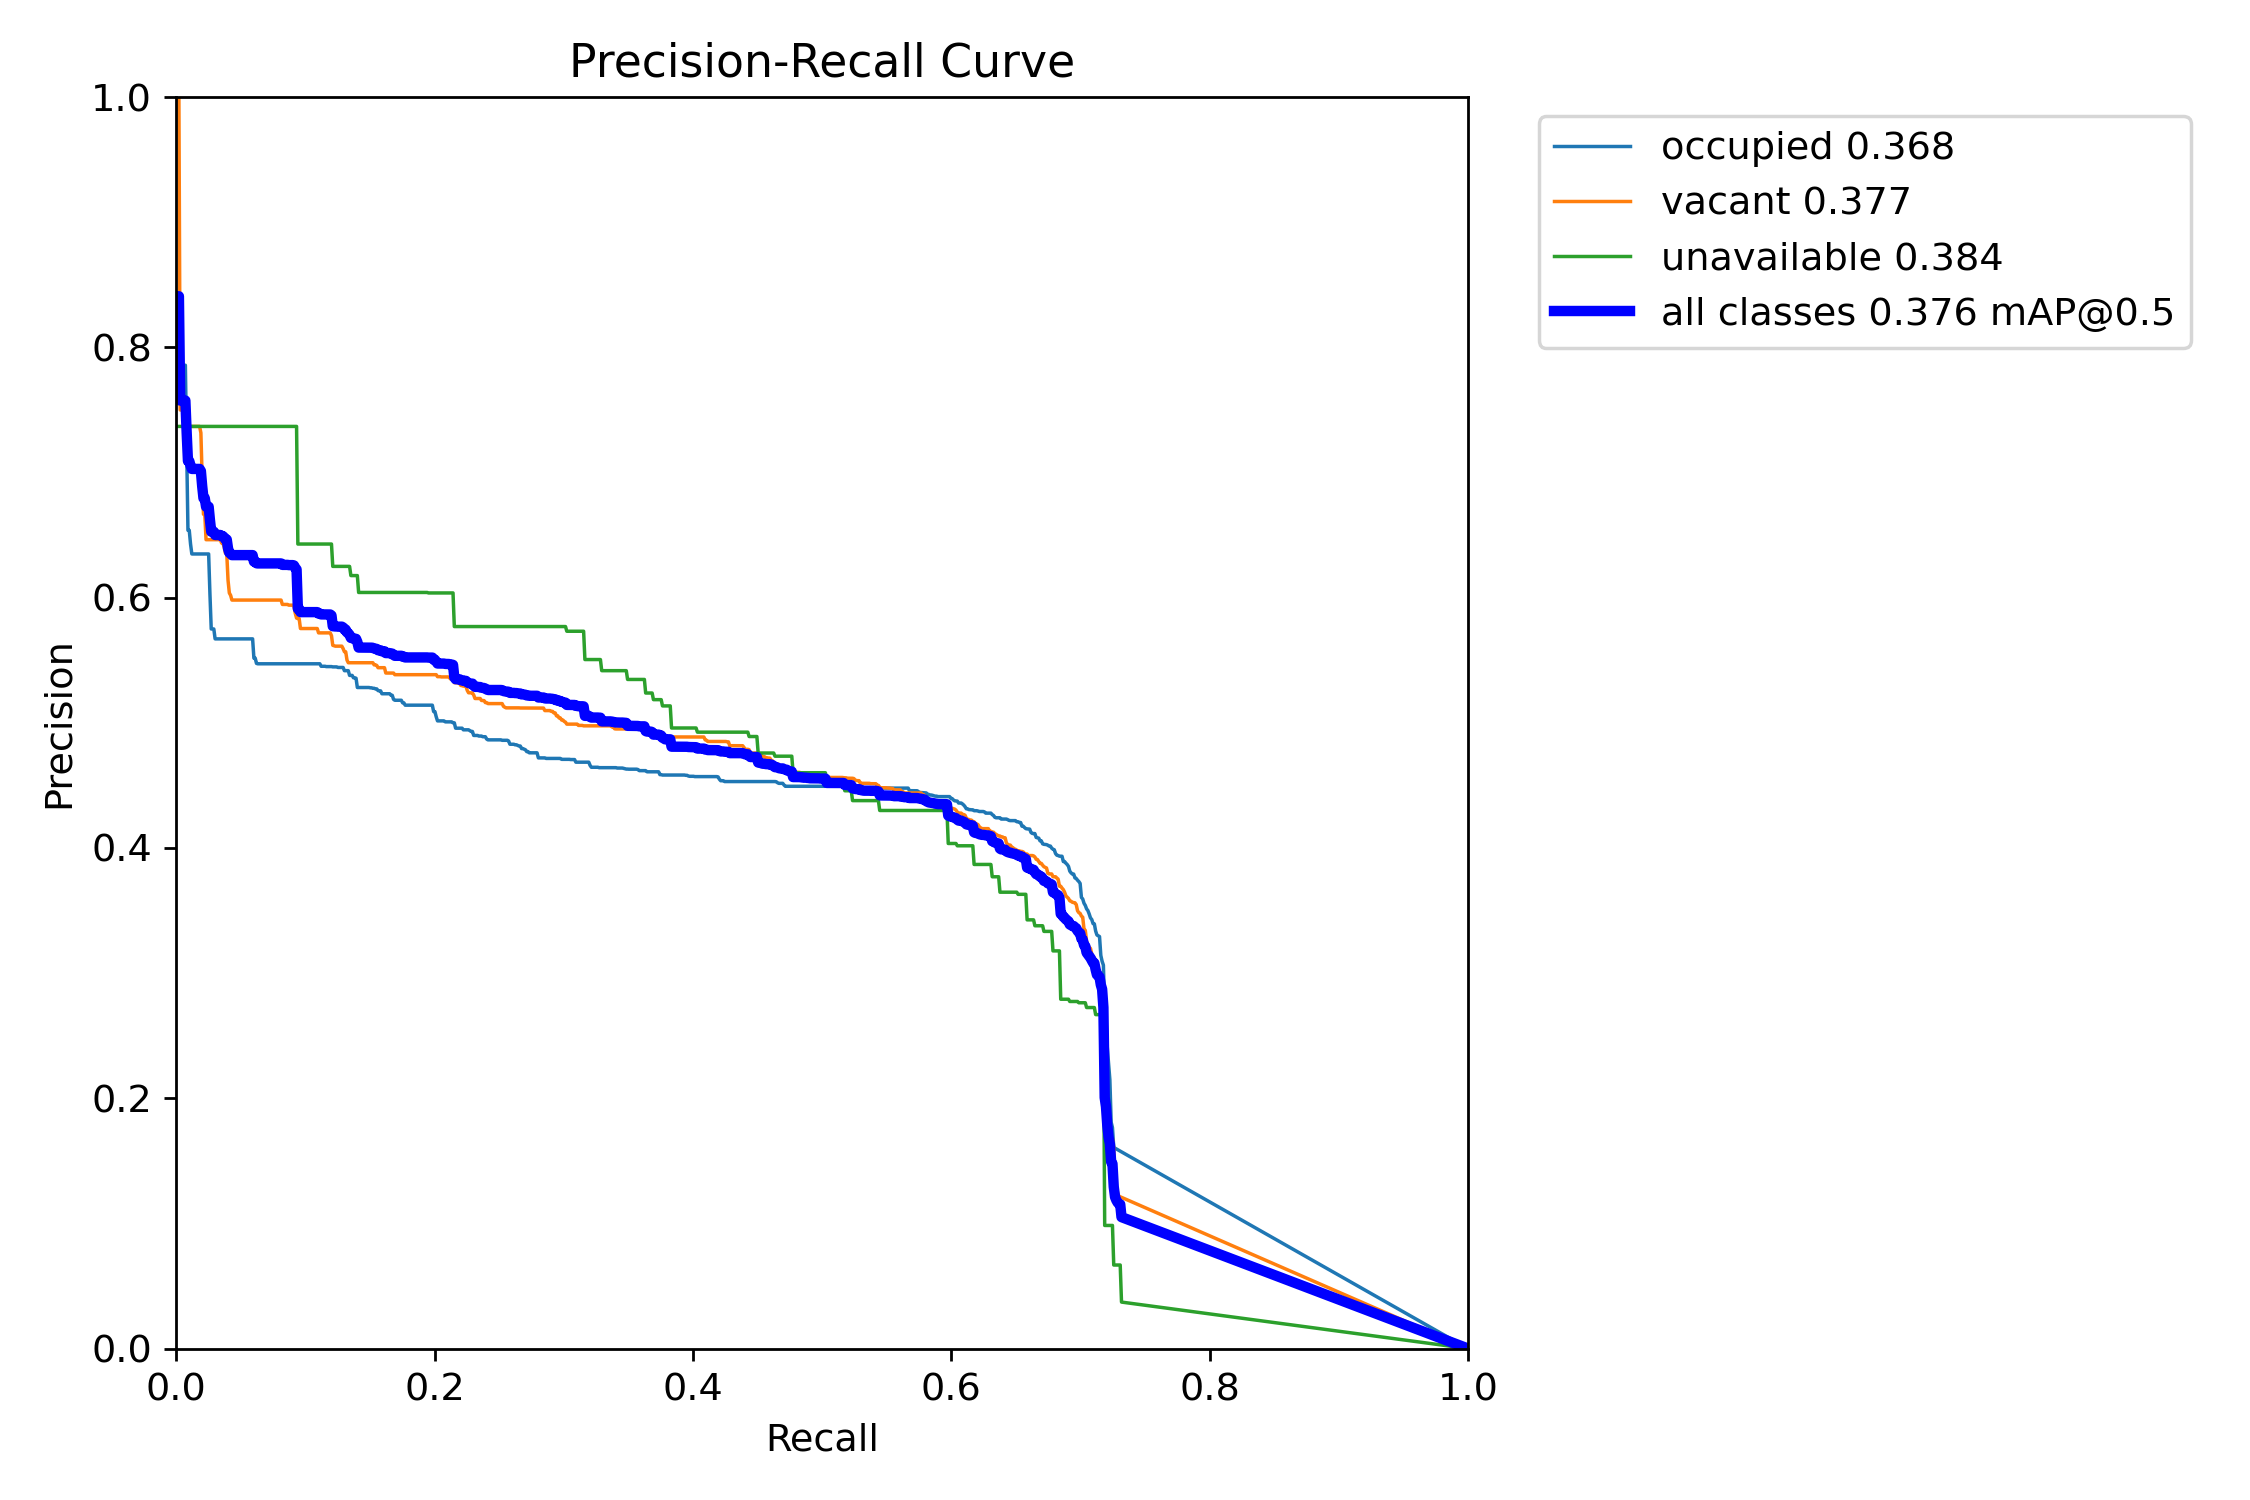 Precision-Recall Curve
1.0
0.8
0.6
0.4
0.2
0.0
Precision
0.0 0.2 0.4 0.6 0.8 1.0
Recall
occupied 0.368
vacant 0.377
unavailable 0.384
all classes 0.376 mAP@0.5